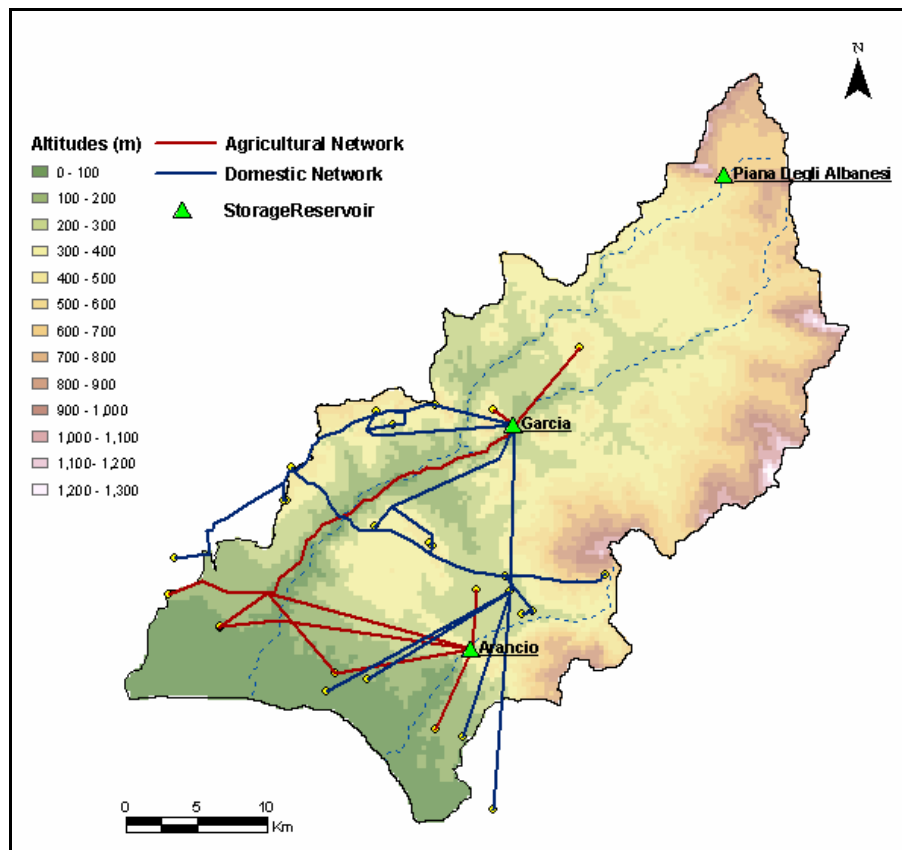 N
Altitudes (m)
0 - 100
100 - 200
200 - 300
300 - 400
400 - 500
500 - 600
600 - 700
700 - 800
800 - 900
900 - 1,000
1,000 - 1,100
1,100- 1,200
1,200 - 1,300
Agricultural Network
Domestic Network
StorageReservoir
Piana Degli Albanesi
Garcia
Arancio
0 5 10
Km